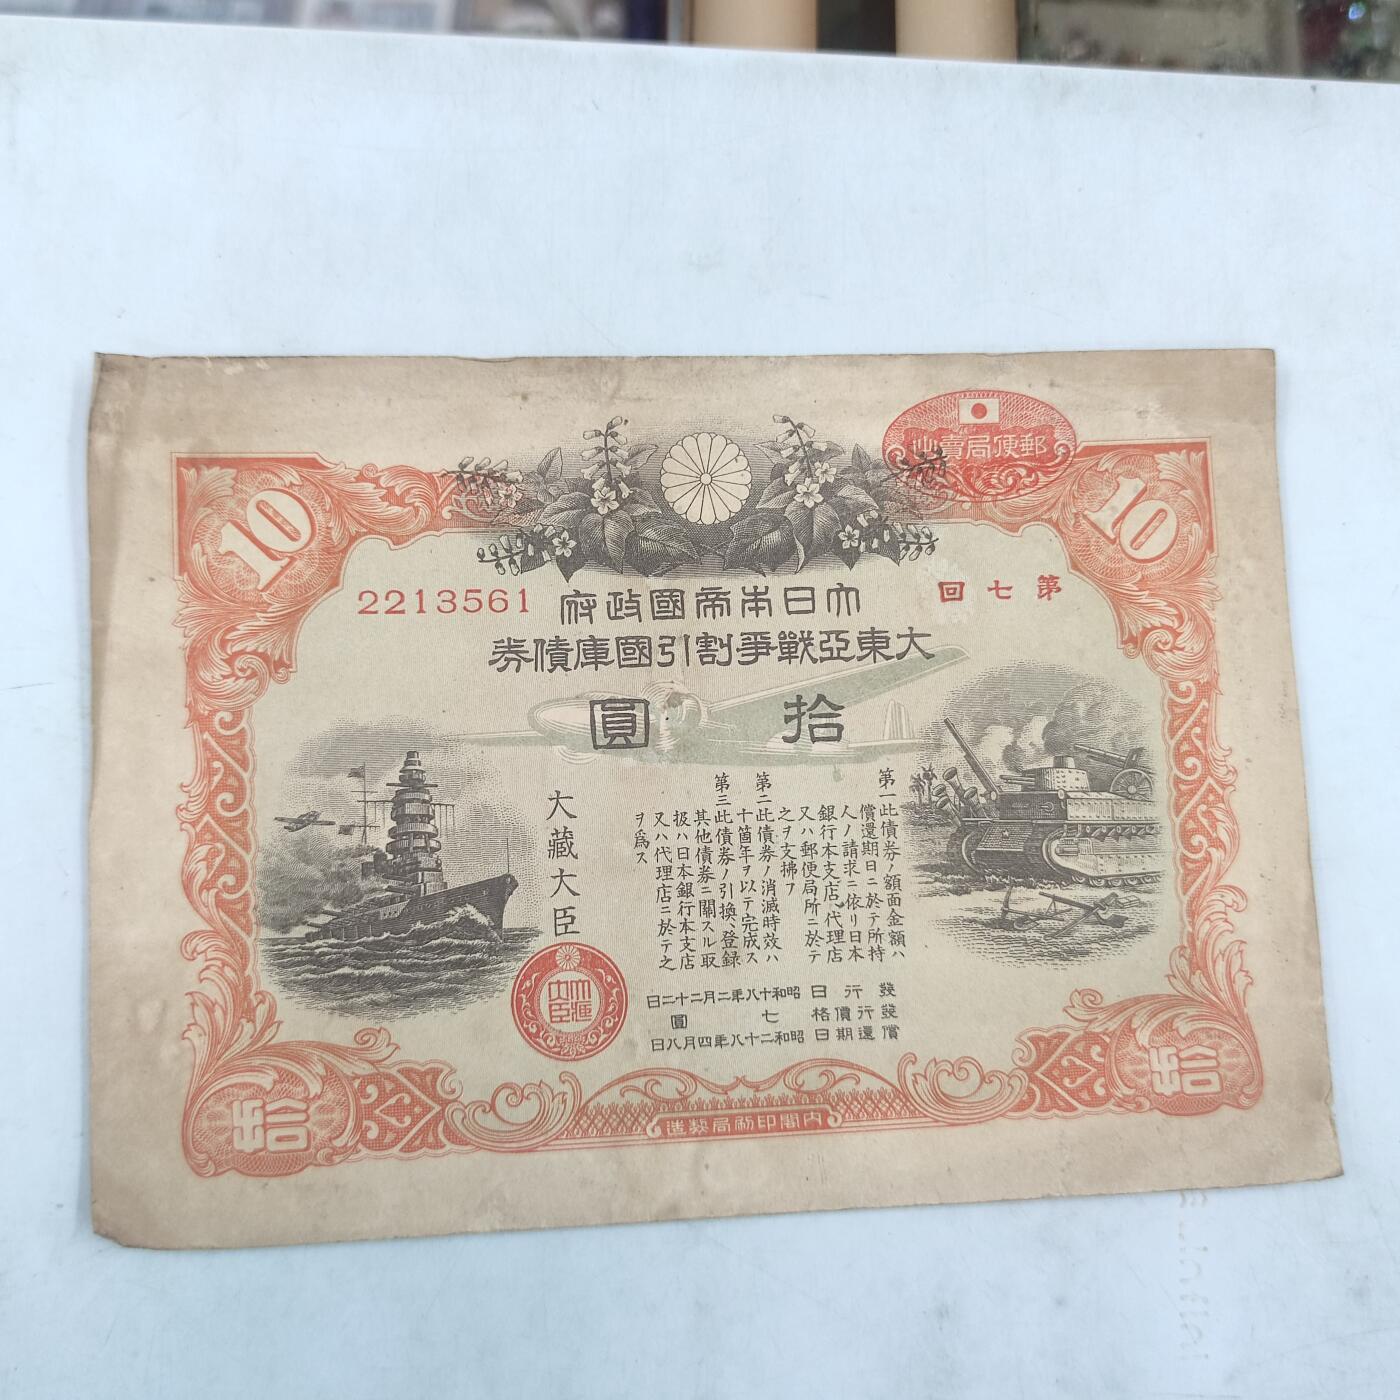 郵便局賣出
10
10
第七回
2213561
大日本帝國政府
大東亞戰爭割引國庫債券
拾圓
第一此債券ノ額面金額ハ
償還期日ニ於テ所持
人ノ請求ニ依リ日本
銀行本支店、代理店
又ハ郵便局所ニ於テ
之ヲ支拂フ
第二此債券ノ消滅時效ハ
十箇年ヲ以テ完成ス
第三此債券ノ引換、登錄
其他債券ニ關スル取
扱ハ日本銀行本支店
又ハ代理店ニ於テ之
ヲ爲ス
大藏大臣
大藏大臣
發行日 昭和十八年二月二十二日
發行價格 七圓
償還期日 昭和二十八年四月八日
拾
拾
內閣印刷局製造